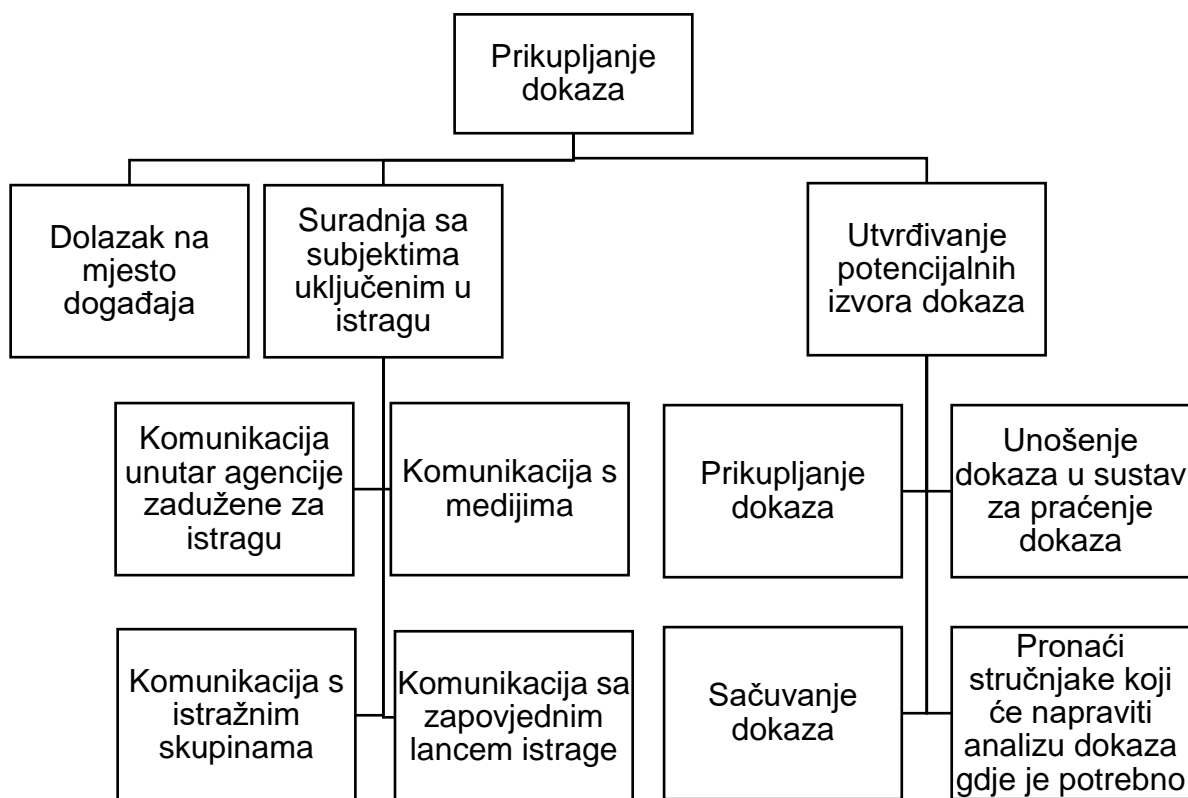 Prikupljanje
dokaza
Dolazak na
mjesto
događaja
Suradnja sa
subjektima
uključenim u
istragu
Utvrđivanje
potencijalnih
izvora dokaza
Komunikacija
unutar agencije
zadužene za
istragu
Komunikacija s
medijima
Prikupljanje
dokaza
Unošenje
dokaza u sustav
za praćenje
dokaza
Komunikacija s
istražnim
skupinama
Komunikacija sa
zapovjednim
lancem istrage
Sačuvanje
dokaza
Pronaći
stručnjake koji
će napraviti
analizu dokaza
gdje je potrebno